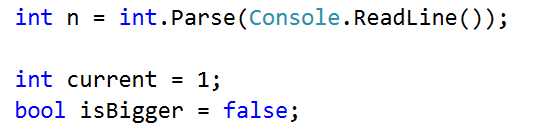 int n = int.Parse(Console.ReadLine());
int current = 1;
bool isBigger = false;